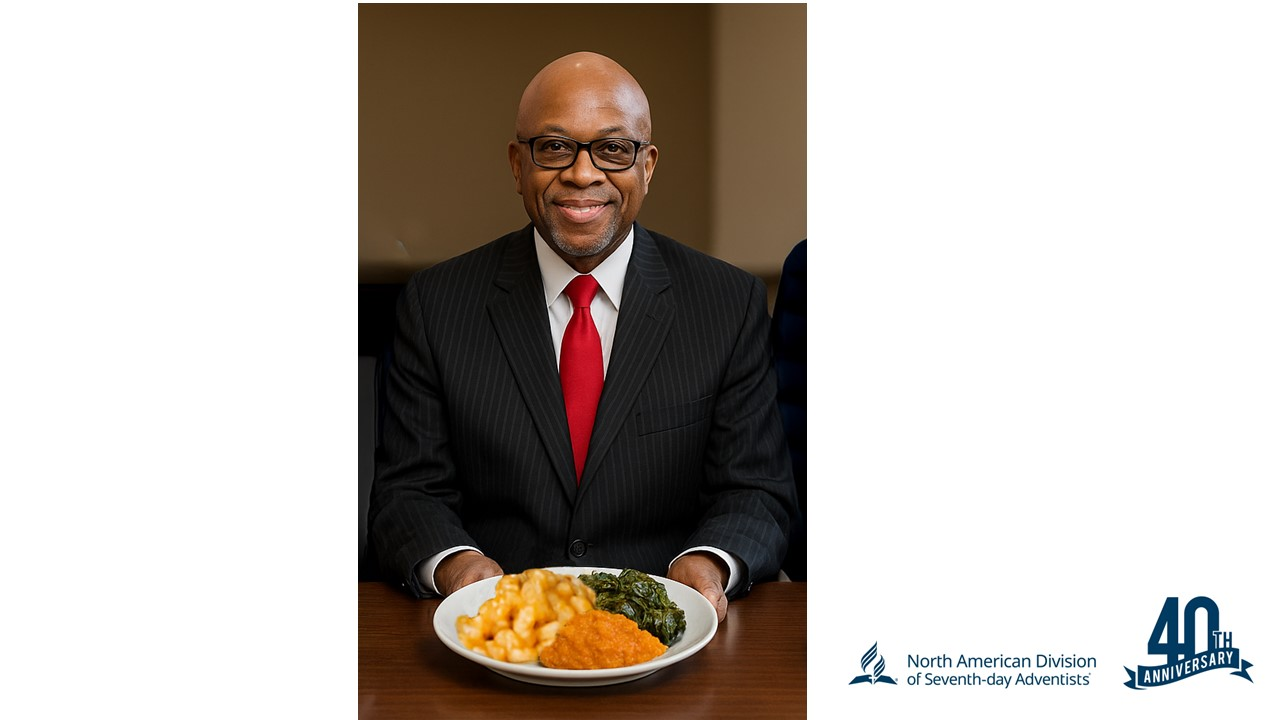 North American Division
of Seventh-day Adventists
40TH
ANNIVERSARY